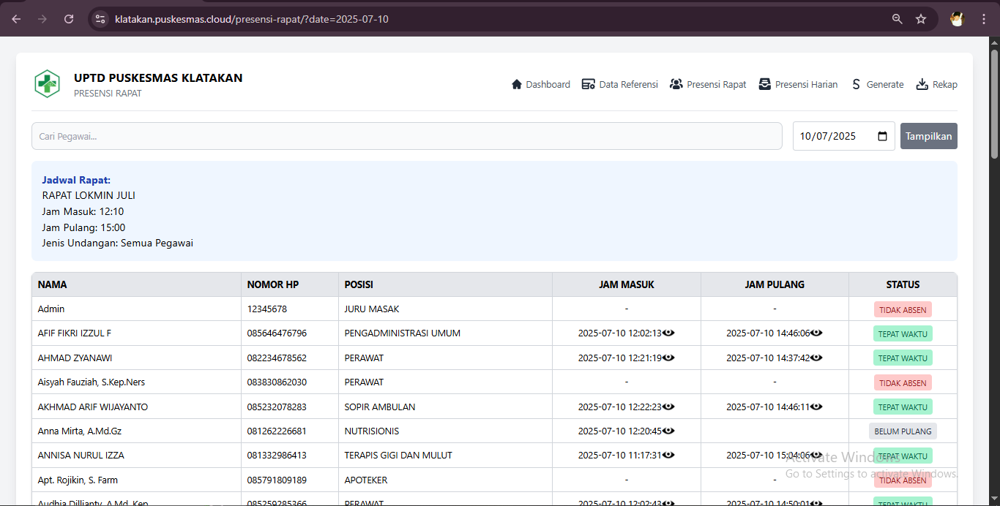 klatakan.puskesmas.cloud/presensi-rapat/?date=2025-07-10
UPTD PUSKESMAS KLATAKAN
PRESENSI RAPAT
Dashboard Data Referensi Presensi Rapat Presensi Harian Generate Rekap
Cari Pegawai... 10/07/2025 Tampilkan
Jadwal Rapat:
RAPAT LOKMIN JULI
Jam Masuk: 12:10
Jam Pulang: 15:00
Jenis Undangan: Semua Pegawai
NAMA NOMOR HP POSISI JAM MASUK JAM PULANG STATUS
Admin 12345678 JURU MASAK - - TIDAK ABSEN
AFIF FIKRI IZZUL F 085646476796 PENGADMINISTRASI UMUM 2025-07-10 12:02:13 2025-07-10 14:46:06 TEPAT WAKTU
AHMAD ZYANAWI 082234678562 PERAWAT 2025-07-10 12:21:19 2025-07-10 14:37:42 TEPAT WAKTU
Aisyah Fauziah, S.Kep.Ners 083830862030 PERAWAT - - TIDAK ABSEN
AKHMAD ARIF WIJAYANTO 085232078283 SOPIR AMBULAN 2025-07-10 12:22:23 2025-07-10 14:46:11 TEPAT WAKTU
Anna Mirta, A.Md.Gz 081262226681 NUTRISIONIS 2025-07-10 12:20:45 BELUM PULANG
ANNISA NURUL IZZA 081332986413 TERAPIS GIGI DAN MULUT 2025-07-10 11:17:31 2025-07-10 15:04:06 TEPAT WAKTU
Activate Windows
Go to Settings to activate Windows.
Apt. Rojikin, S. Farm 085791809189 APOTEKER - - TIDAK ABSEN
Audhia Dillianty, A.Md. Kep 085259285366 PERAWAT 2025-07-10 12:02:43 2025-07-10 14:50:01 TEPAT WAKTU